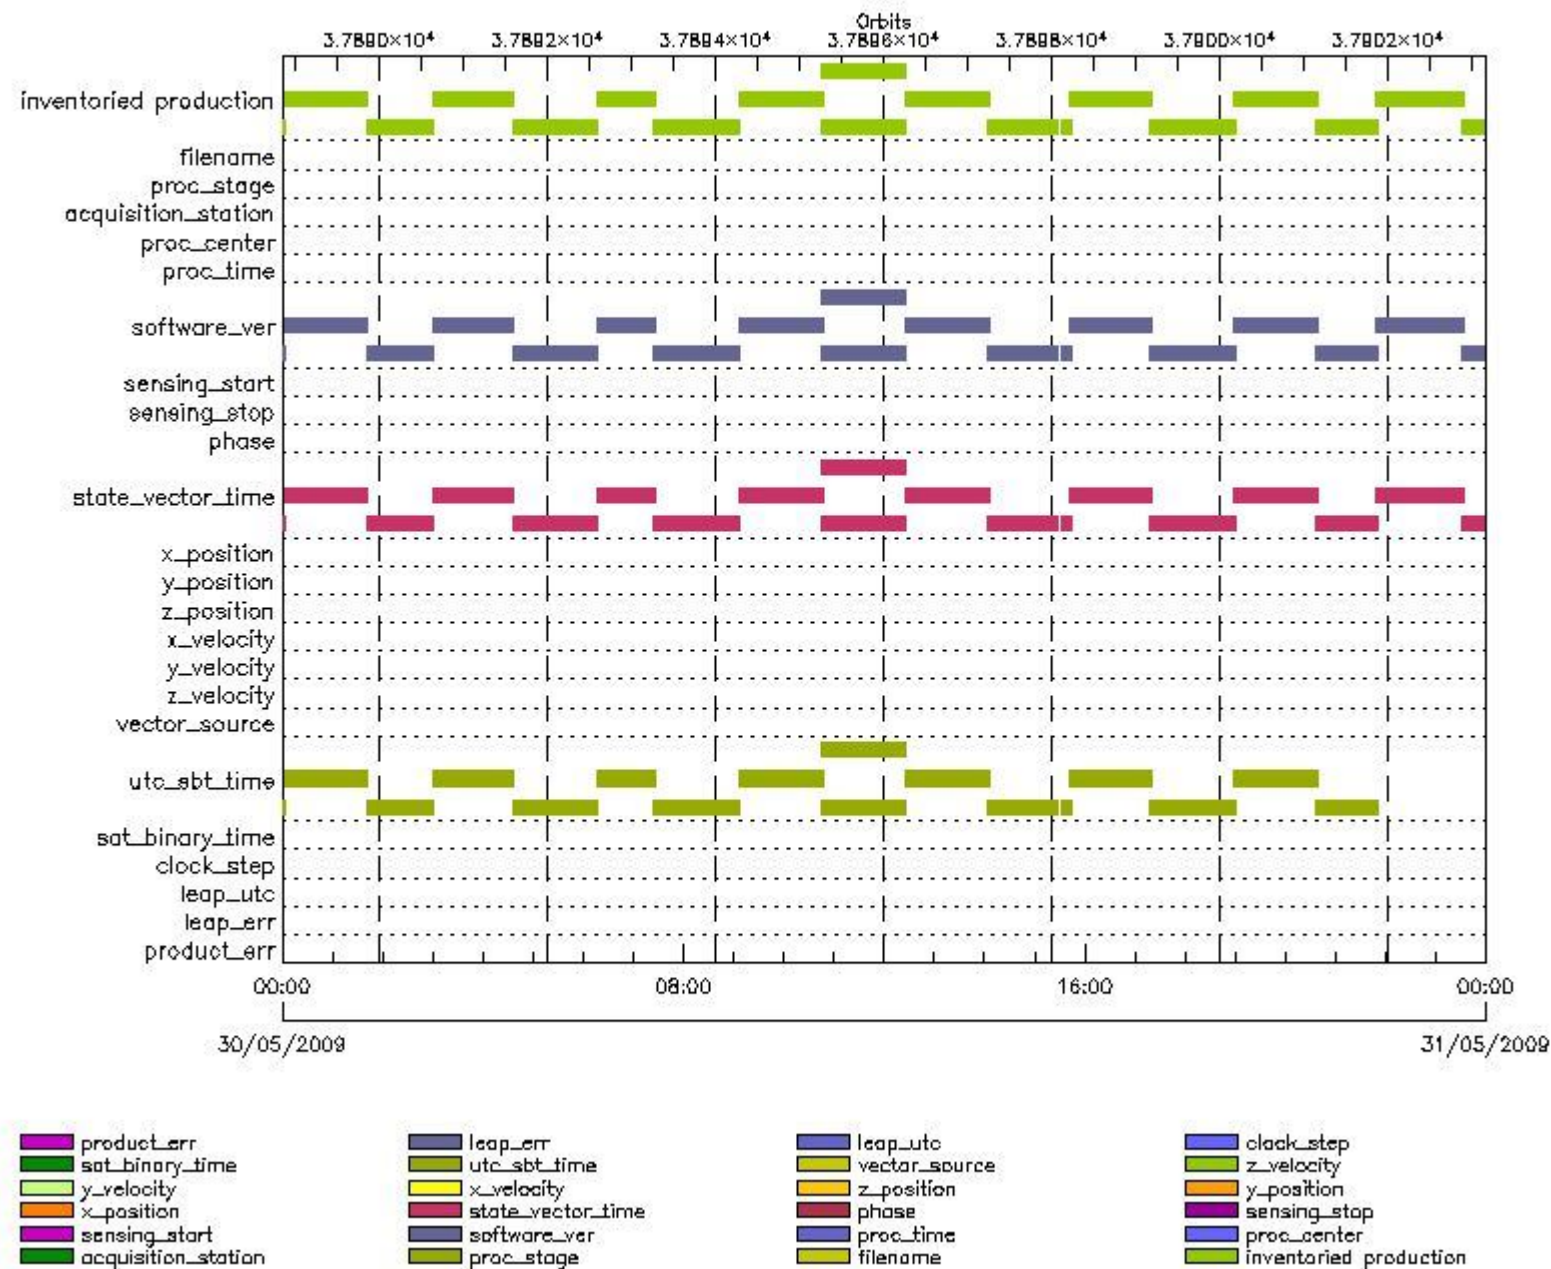 Orbits
3.7890×10⁴ 3.7892×10⁴ 3.7894×10⁴ 3.7896×10⁴ 3.7898×10⁴ 3.7900×10⁴ 3.7902×10⁴
inventoried production
filename
proc_stage
acquisition_station
proc_center
proc_time
software_ver
sensing_start
sensing_stop
phase
state_vector_time
x_position
y_position
z_position
x_velocity
y_velocity
z_velocity
vector_source
utc_sbt_time
sat_binary_time
clock_step
leap_utc
leap_err
product_err
00:00 08:00 16:00 00:00
30/05/2009 31/05/2009
product_err leap_err leap_utc clock_step
sat_binary_time utc_sbt_time vector_source z_velocity
y_velocity x_velocity z_position y_position
x_position state_vector_time phase sensing_stop
sensing_start software_ver proc_time proc_center
acquisition_station proc_stage filename inventoried production